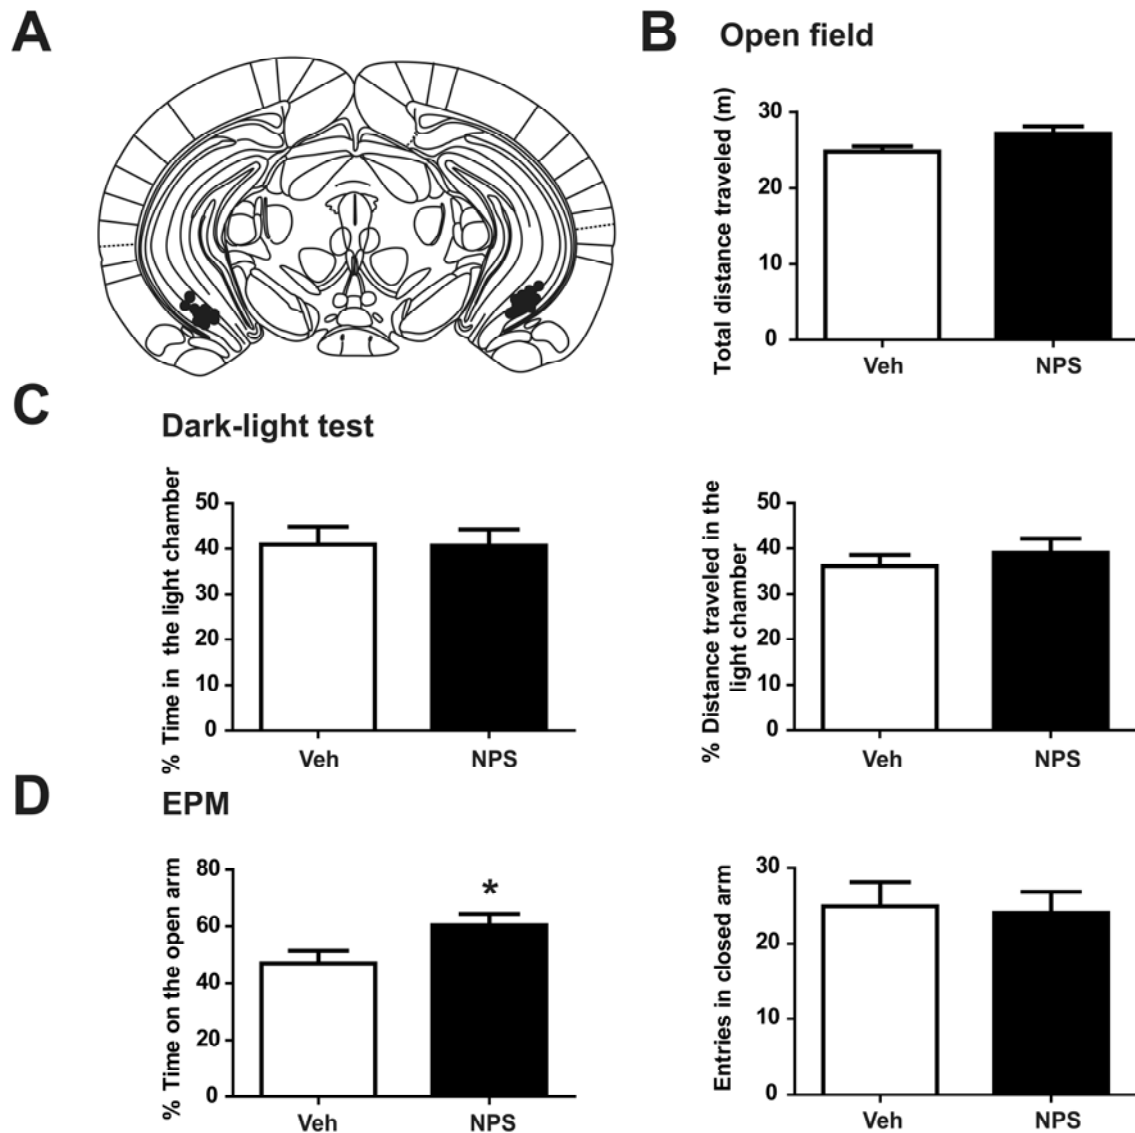 A
B
Open field
Total distance traveled (m)
30
20
10
0
Veh
NPS
C
Dark-light test
% Time in the light chamber
50
40
30
20
10
0
Veh
NPS
% Distance traveled in the
light chamber
50
40
30
20
10
0
Veh
NPS
D
EPM
% Time on the open arm
80
60
40
20
0
*
Veh
NPS
Entries in closed arm
30
20
10
0
Veh
NPS